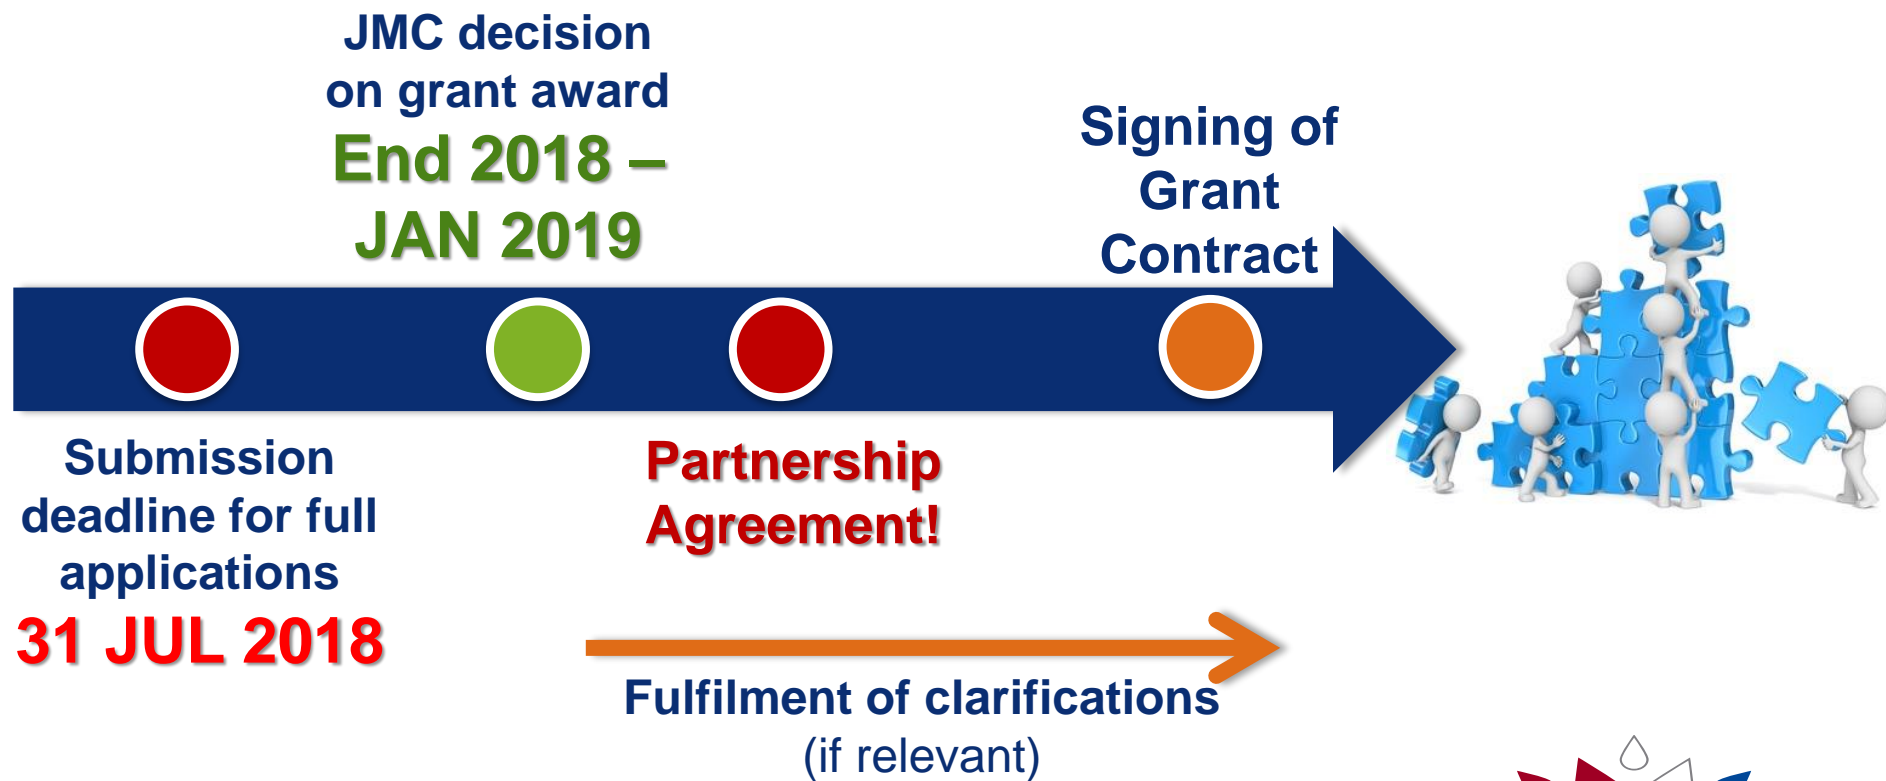 JMC decision
on grant award
End 2018 –
JAN 2019
Signing of
Grant
Contract
Submission
deadline for full
applications
31 JUL 2018
Partnership
Agreement!
Fulfilment of clarifications
(if relevant)